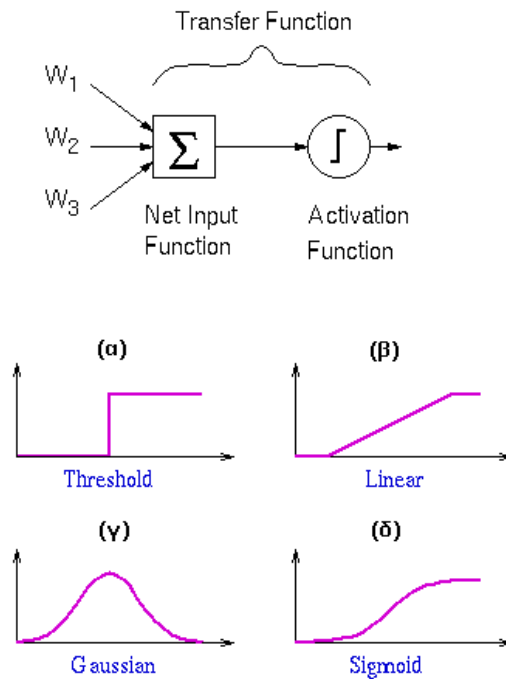 Transfer Function
W1
W2
W3
Σ
Net Input
Function
Activation
Function
(α)
(β)
Threshold
Linear
(γ)
(δ)
Gaussian
Sigmoid